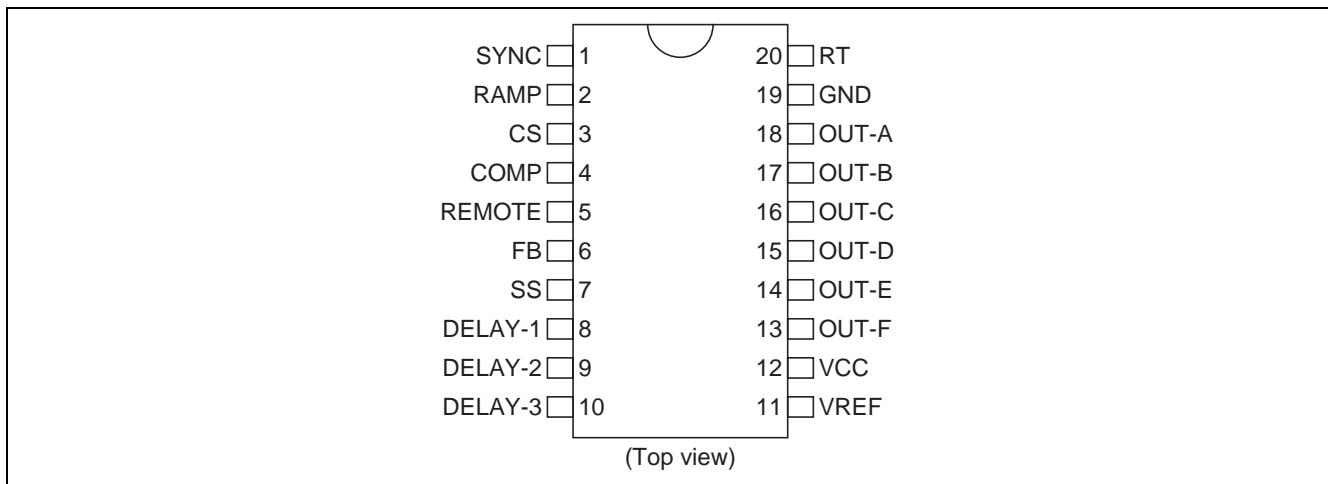 SYNC 1 20 RT
RAMP 2 19 GND
CS 3 18 OUT-A
COMP 4 17 OUT-B
REMOTE 5 16 OUT-C
FB 6 15 OUT-D
SS 7 14 OUT-E
DELAY-1 8 13 OUT-F
DELAY-2 9 12 VCC
DELAY-3 10 11 VREF
(Top view)